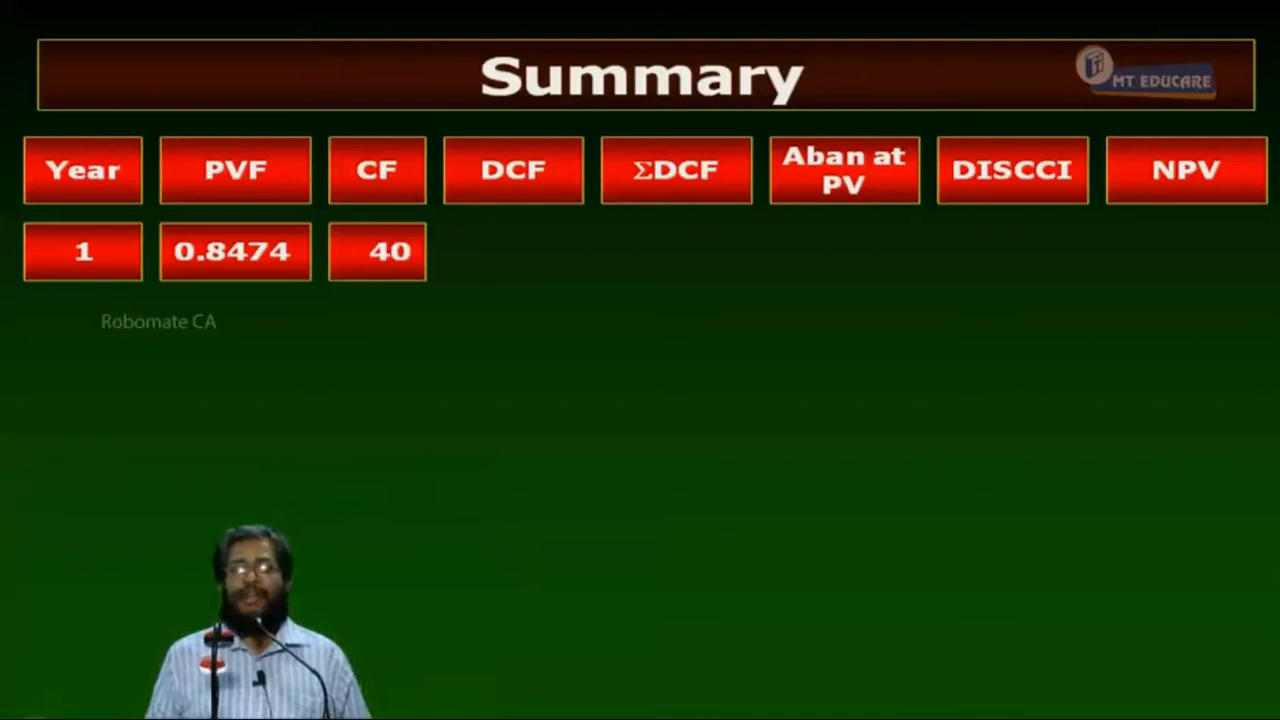 Summary
MT EDUCARE
Year PVF CF DCF ΣDCF Aban at PV DISCCI NPV
1 0.8474 40
Robomate CA